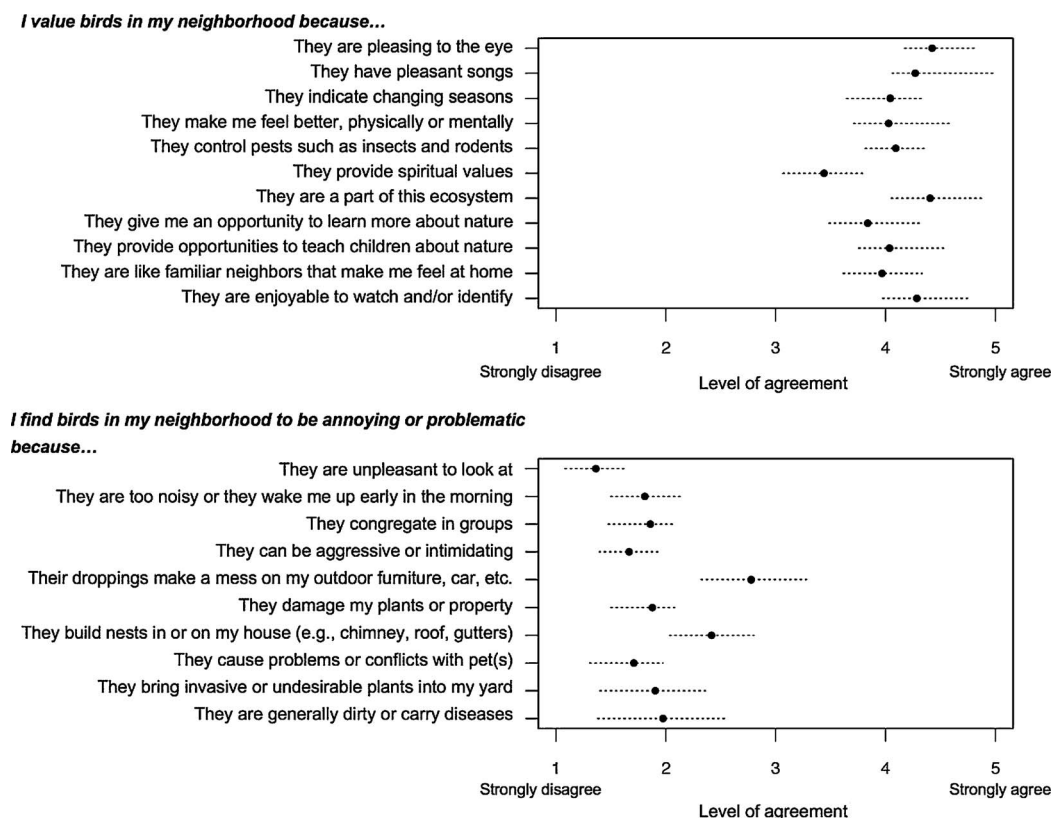 I value birds in my neighborhood because…
They are pleasing to the eye
They have pleasant songs
They indicate changing seasons
They make me feel better, physically or mentally
They control pests such as insects and rodents
They provide spiritual values
They are a part of this ecosystem
They give me an opportunity to learn more about nature
They provide opportunities to teach children about nature
They are like familiar neighbors that make me feel at home
They are enjoyable to watch and/or identify
1 2 3 4 5
Strongly disagree Strongly agree
Level of agreement
I find birds in my neighborhood to be annoying or problematic
because…
They are unpleasant to look at
They are too noisy or they wake me up early in the morning
They congregate in groups
They can be aggressive or intimidating
Their droppings make a mess on my outdoor furniture, car, etc.
They damage my plants or property
They build nests in or on my house (e.g., chimney, roof, gutters)
They cause problems or conflicts with pet(s)
They bring invasive or undesirable plants into my yard
They are generally dirty or carry diseases
1 2 3 4 5
Strongly disagree Strongly agree
Level of agreement